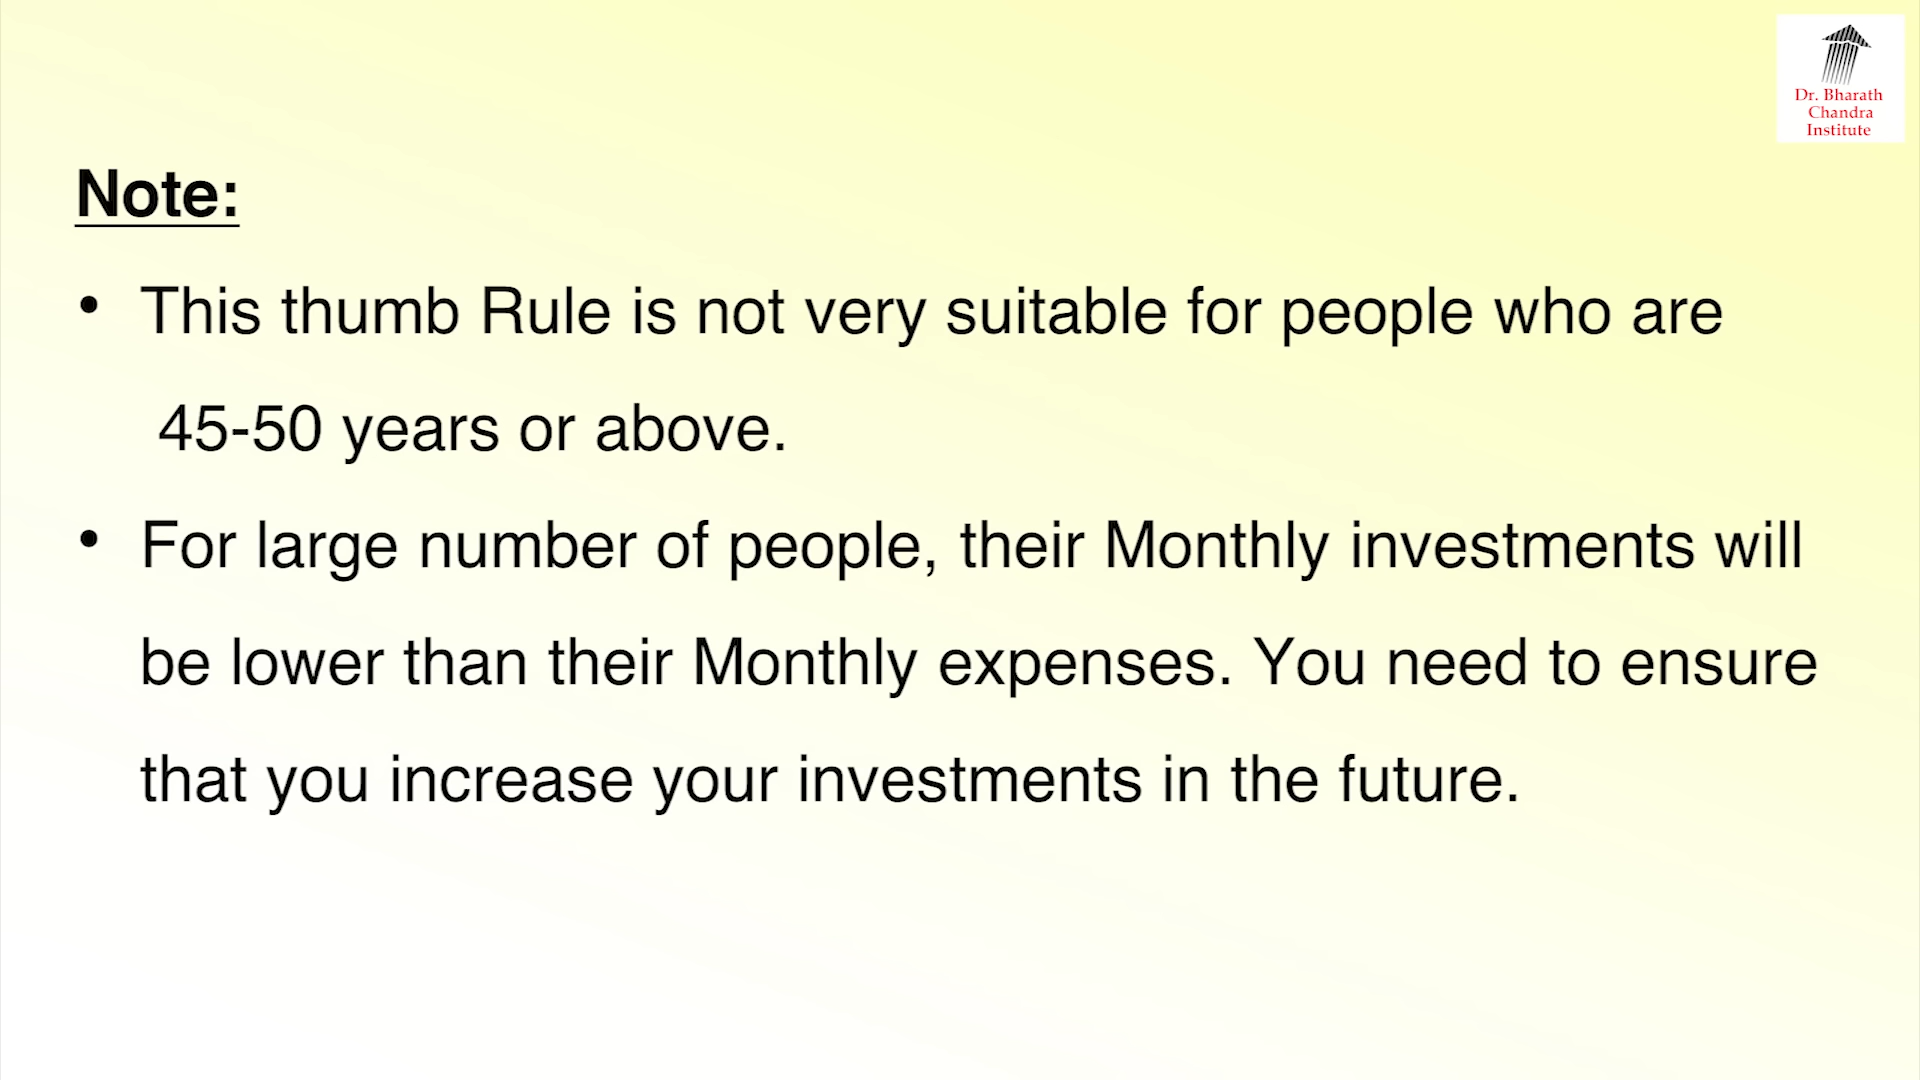 Dr. Bharath
Chandra
Institute
Note:
• This thumb Rule is not very suitable for people who are
45-50 years or above.
• For large number of people, their Monthly investments will
be lower than their Monthly expenses. You need to ensure
that you increase your investments in the future.